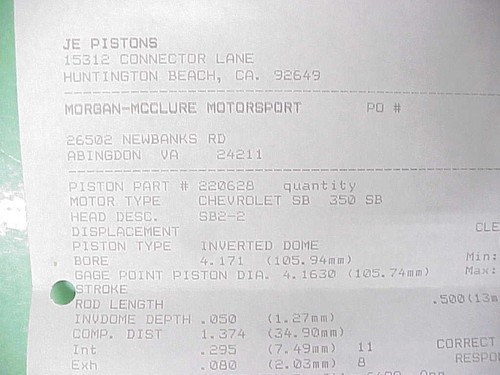 JE PISTONS
15312 CONNECTOR LANE
HUNTINGTON BEACH, CA. 92649
MORGAN-MCCLURE MOTORSPORT PO #
26502 NEWBANKS RD
ABINGDON VA 24211
PISTON PART # 220628 quantity
MOTOR TYPE CHEVROLET SB 350 SB
HEAD DESC. SB2-2
DISPLACEMENT CLE
PISTON TYPE INVERTED DOME
BORE 4.171 (105.94mm) Min:
GAGE POINT PISTON DIA. 4.1630 (105.74mm) Max:
STROKE
ROD LENGTH .500(13m
INVDOME DEPTH .050 (1.27mm)
COMP. DIST 1.374 (34.90mm) CORRECT
Int .295 (7.49mm) 11 RESPO
Exh .080 (2.03mm) 8